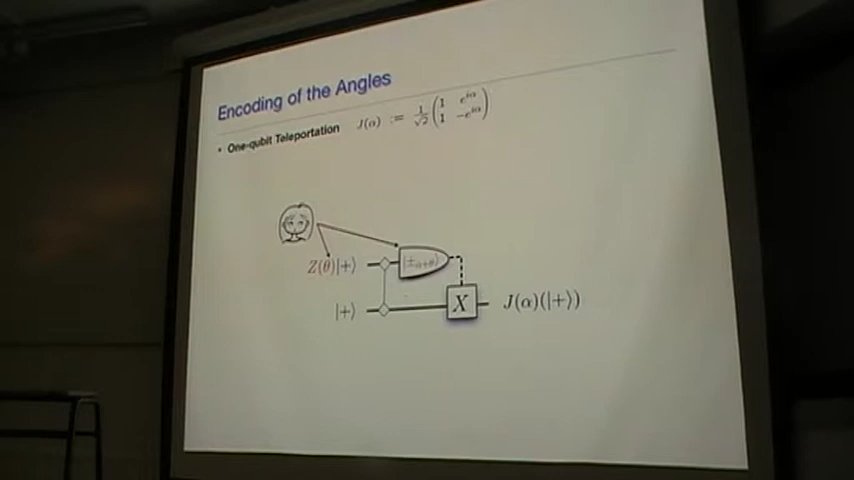 Encoding of the Angles
• One-qubit Teleportation J(α) := 1/√2 (1 e^{iα} 1 -e^{iα})
Z(θ)|+⟩ |±_{α+θ}⟩
|+⟩ X J(α)(|+⟩)